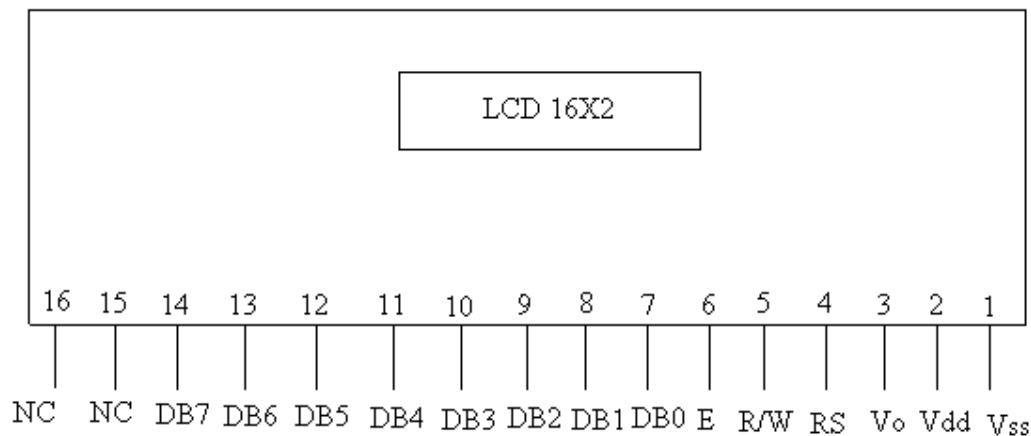 LCD 16X2
16 15 14 13 12 11 10 9 8 7 6 5 4 3 2 1
NC NC DB7 DB6 DB5 DB4 DB3 DB2 DB1 DB0 E R/W RS Vo Vdd Vss